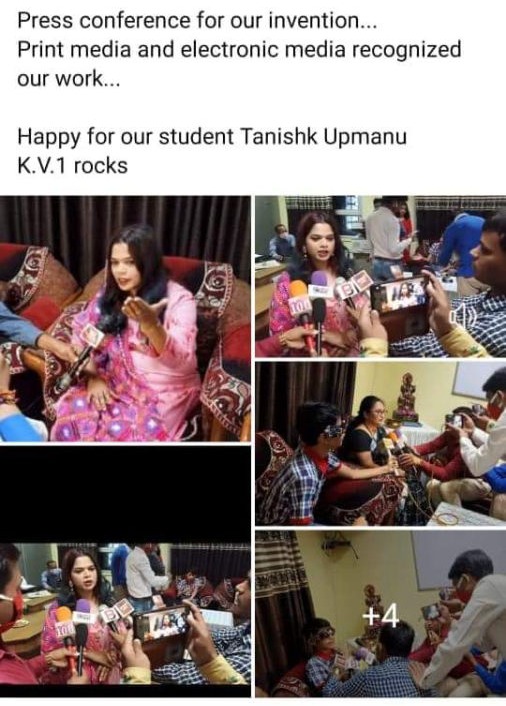 Press conference for our invention...
Print media and electronic media recognized
our work...
Happy for our student Tanishk Upmanu
K.V.1 rocks
+4